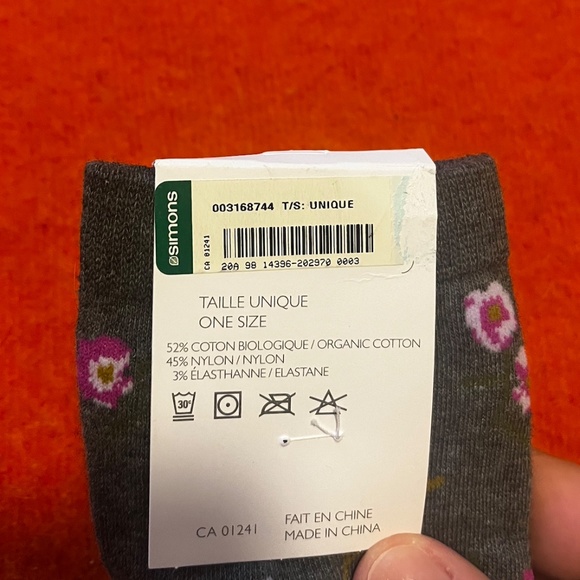 simons
003168744 T/S: UNIQUE
CA 01241
20A 98 14396-202970 0003
TAILLE UNIQUE
ONE SIZE
52% COTON BIOLOGIQUE / ORGANIC COTTON
45% NYLON / NYLON
3% ÉLASTHANNE / ELASTANE
30°
CA 01241
FAIT EN CHINE
MADE IN CHINA